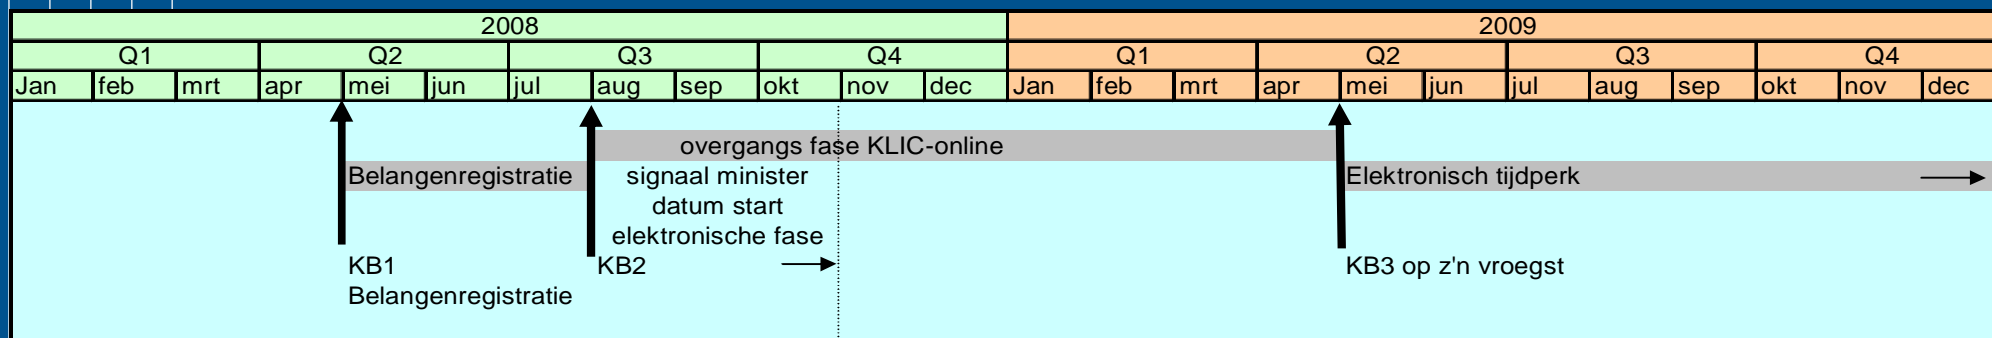 2008 2009
Q1 Q2 Q3 Q4 Q1 Q2 Q3 Q4
Jan feb mrt apr mei jun jul aug sep okt nov dec Jan feb mrt apr mei jun jul aug sep okt nov dec
overgangs fase KLIC-online
Belangenregistratie signaal minister Elektronisch tijdperk
datum start
elektronische fase
KB1 KB2 KB3 op z'n vroegst
Belangenregistratie